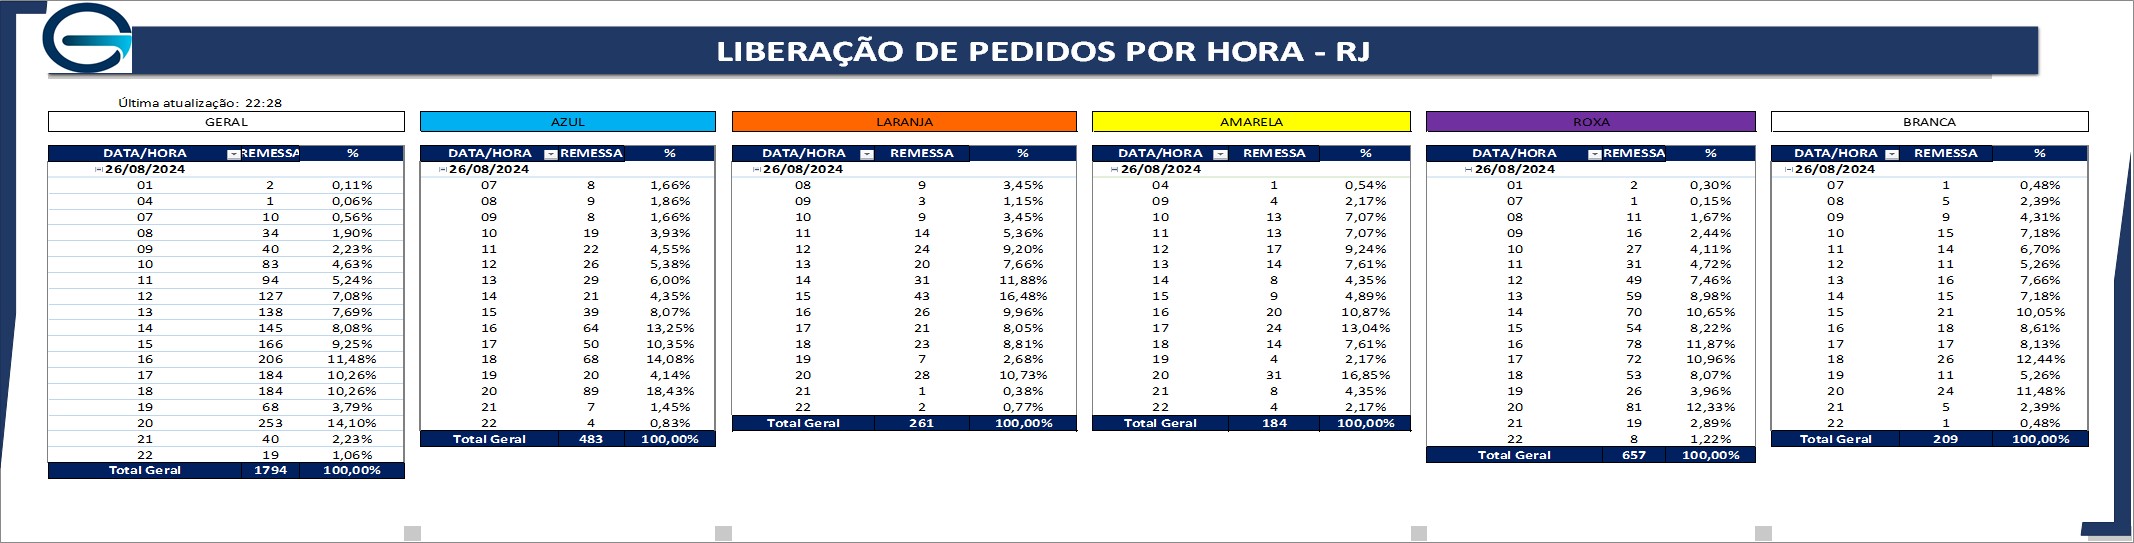 LIBERAÇÃO DE PEDIDOS POR HORA - RJ
Última atualização: 22:28
GERAL
DATA/HORA REMESSA %
26/08/2024
01 2 0,11%
04 1 0,06%
07 10 0,56%
08 34 1,90%
09 40 2,23%
10 83 4,63%
11 94 5,24%
12 127 7,08%
13 138 7,69%
14 145 8,08%
15 166 9,25%
16 206 11,48%
17 184 10,26%
18 184 10,26%
19 68 3,79%
20 253 14,10%
21 40 2,23%
22 19 1,06%
Total Geral 1794 100,00%
AZUL
DATA/HORA REMESSA %
26/08/2024
07 8 1,66%
08 9 1,86%
09 8 1,66%
10 19 3,93%
11 22 4,55%
12 26 5,38%
13 29 6,00%
14 21 4,35%
15 39 8,07%
16 64 13,25%
17 50 10,35%
18 68 14,08%
19 20 4,14%
20 89 18,43%
21 7 1,45%
22 4 0,83%
Total Geral 483 100,00%
LARANJA
DATA/HORA REMESSA %
26/08/2024
08 9 3,45%
09 3 1,15%
10 9 3,45%
11 14 5,36%
12 24 9,20%
13 20 7,66%
14 31 11,88%
15 43 16,48%
16 26 9,96%
17 21 8,05%
18 23 8,81%
19 7 2,68%
20 28 10,73%
21 1 0,38%
22 2 0,77%
Total Geral 261 100,00%
AMARELA
DATA/HORA REMESSA %
26/08/2024
04 1 0,54%
09 4 2,17%
10 13 7,07%
11 13 7,07%
12 17 9,24%
13 14 7,61%
14 8 4,35%
15 9 4,89%
16 20 10,87%
17 24 13,04%
18 14 7,61%
19 4 2,17%
20 31 16,85%
21 8 4,35%
22 4 2,17%
Total Geral 184 100,00%
ROXA
DATA/HORA REMESSA %
26/08/2024
01 2 0,30%
07 1 0,15%
08 11 1,67%
09 16 2,44%
10 27 4,11%
11 31 4,72%
12 49 7,46%
13 59 8,98%
14 70 10,65%
15 54 8,22%
16 78 11,87%
17 72 10,96%
18 53 8,07%
19 26 3,96%
20 81 12,33%
21 19 2,89%
22 8 1,22%
Total Geral 657 100,00%
BRANCA
DATA/HORA REMESSA %
26/08/2024
07 1 0,48%
08 5 2,39%
09 9 4,31%
10 15 7,18%
11 14 6,70%
12 11 5,26%
13 16 7,66%
14 15 7,18%
15 21 10,05%
16 18 8,61%
17 17 8,13%
18 26 12,44%
19 11 5,26%
20 24 11,48%
21 5 2,39%
22 1 0,48%
Total Geral 209 100,00%